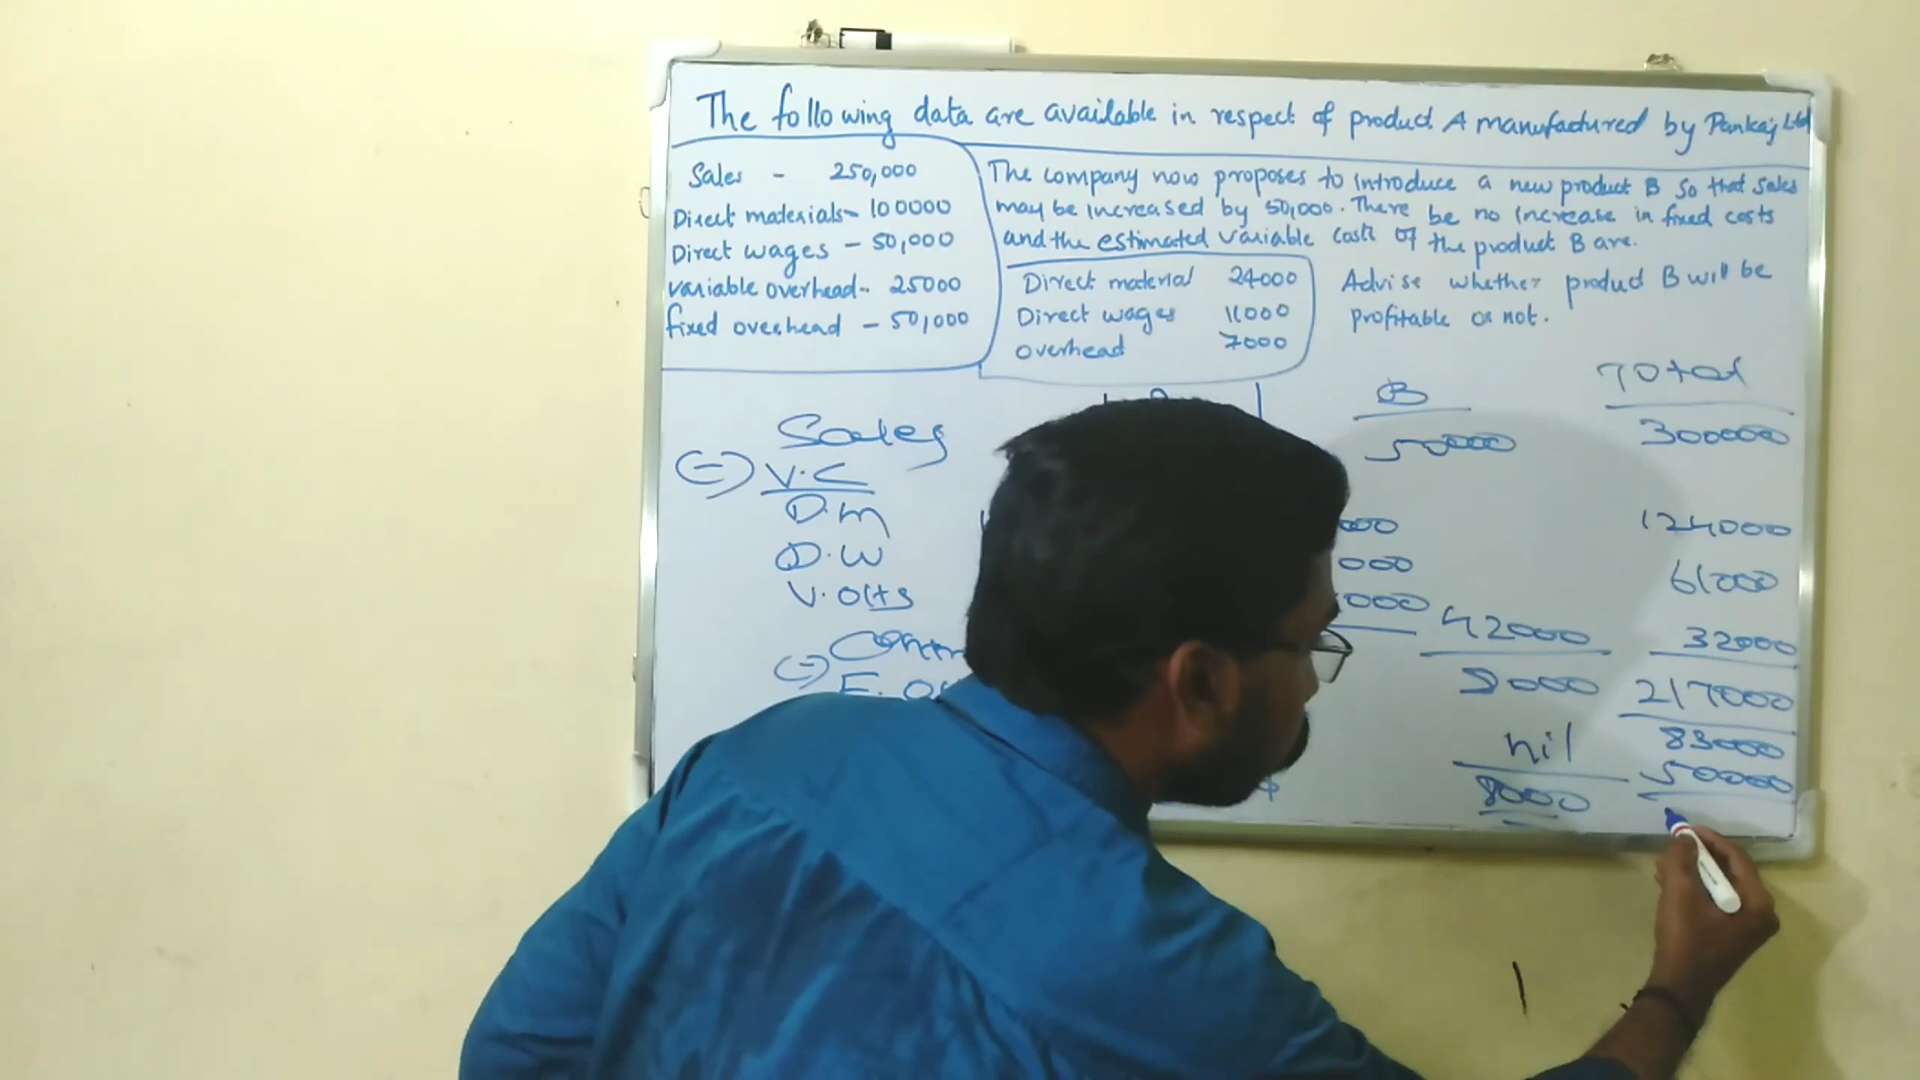 The following data are available in respect of product A manufactured by Pankaj Ltd
Sales - 250,000
Direct materials - 100000
Direct wages - 50,000
variable overhead - 25000
fixed overhead - 50,000
The company now proposes to introduce a new product B so that sales
may be increased by 50,000. There be no increase in fixed costs
and the estimated variable costs of the product B are.
Direct material 24000
Direct wages 11000
overhead 7000
Advise whether product B will be
profitable or not.
B Total
Sales 50000 300000
(-) V.C
D.M 000 124000
D.W 000 61000
V.OHs 000 42000 32000
8000 217000
(-)
nil 83000
50000
8000